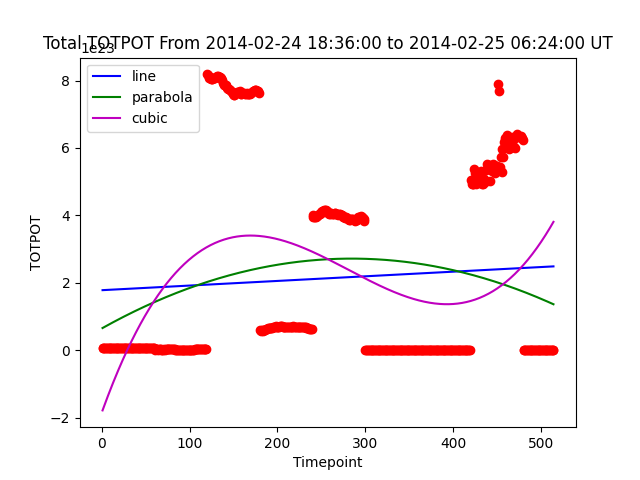 Total TOTPOT From 2014-02-24 18:36:00 to 2014-02-25 06:24:00 UT
1e23
line
parabola
cubic
8
6
4
2
0
−2
TOTPOT
0 100 200 300 400 500
Timepoint